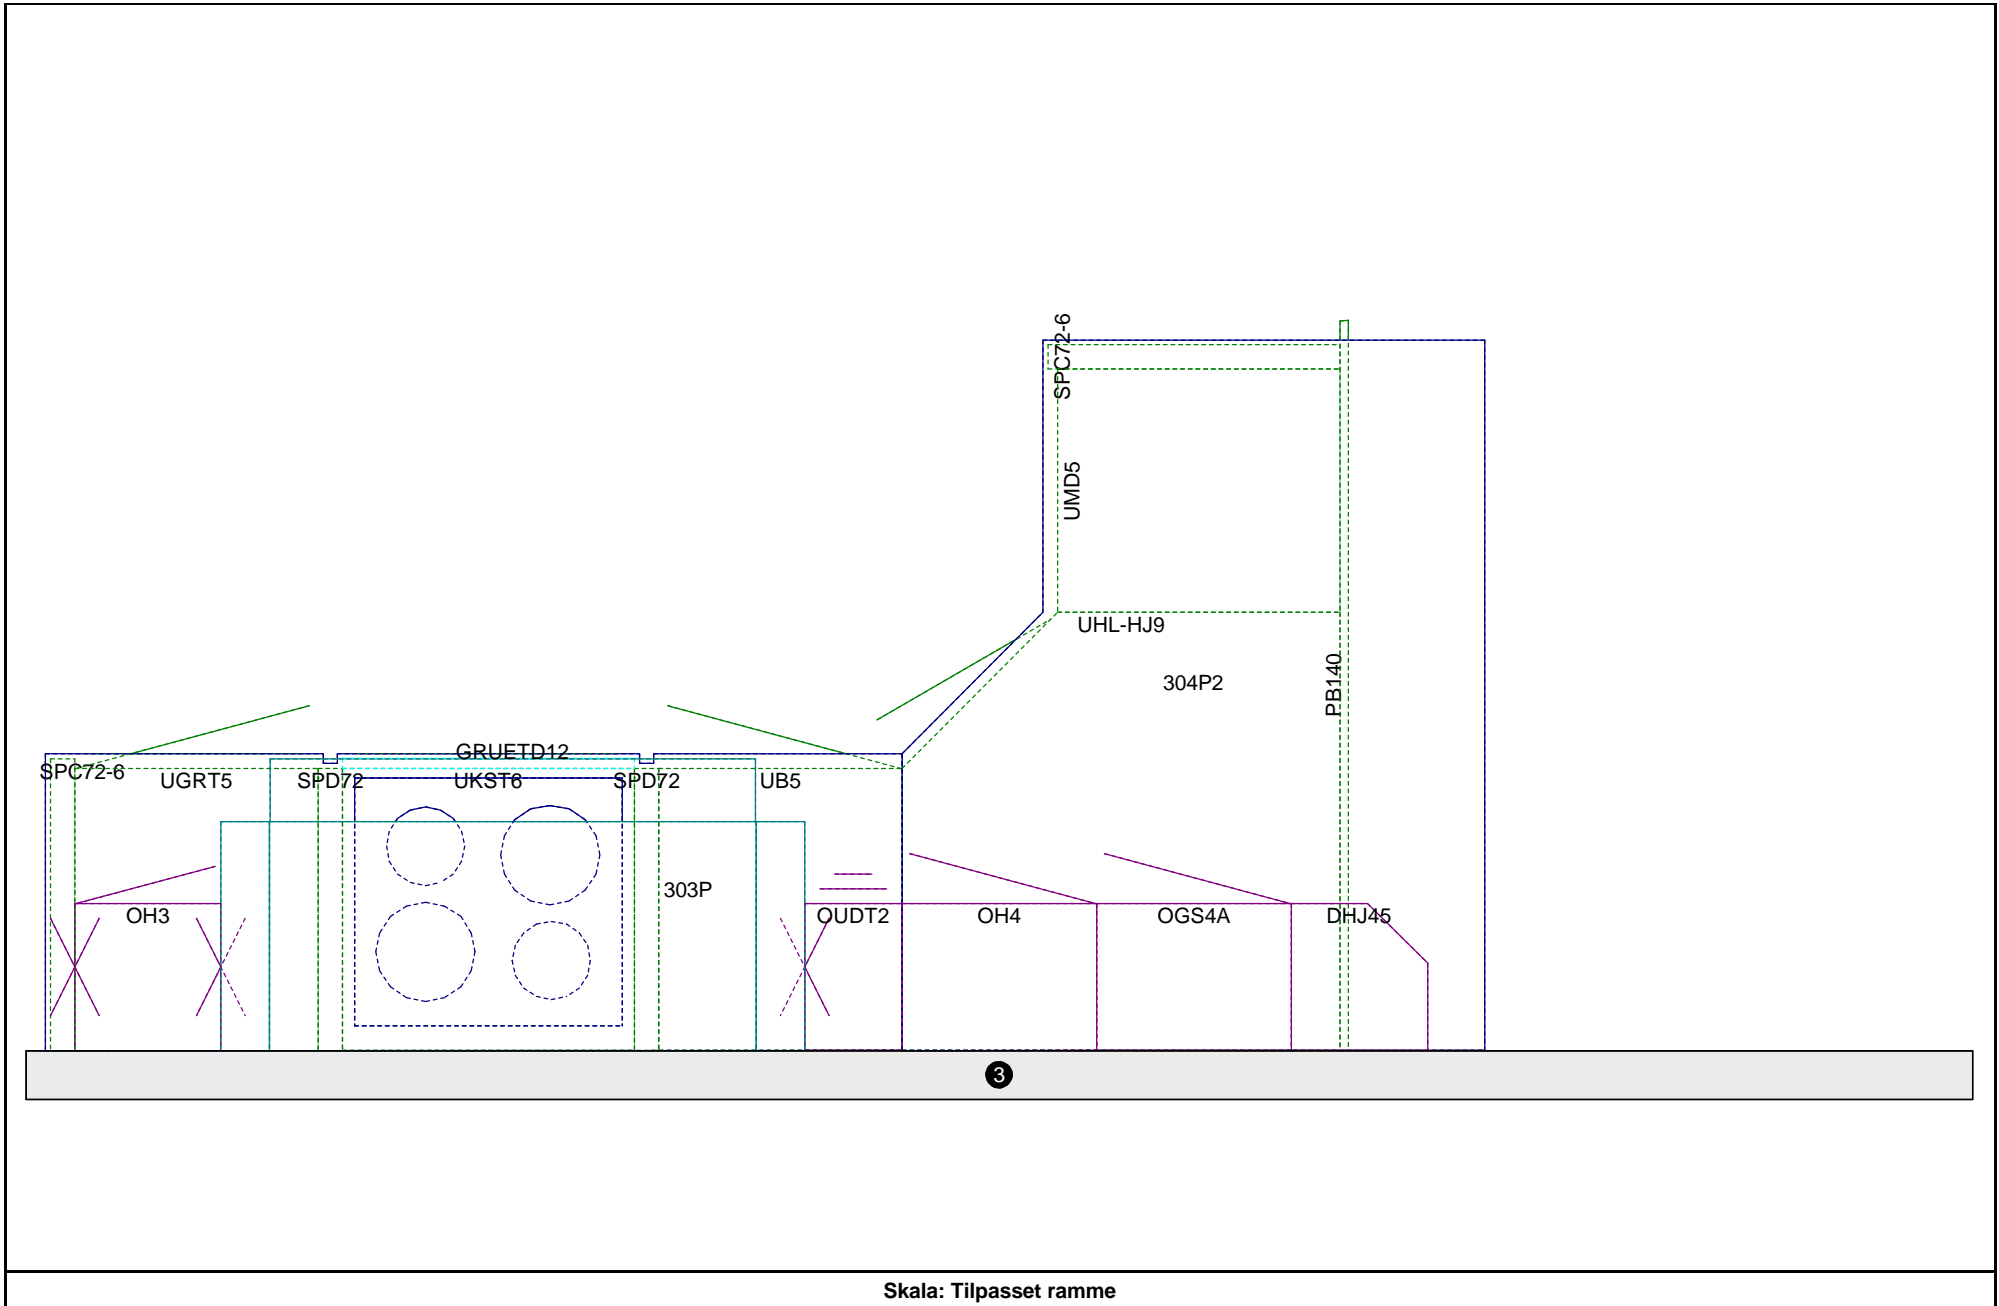 SPC72-6
UMD5
UHL-HJ9
304P2
PB140
GRUETD12
SPC72-6
UGRT5
SPD72
UKST6
SPD72
UB5
303P
OH3
OUDT2
OH4
OGS4A
DHJ45
3
Skala: Tilpasset ramme